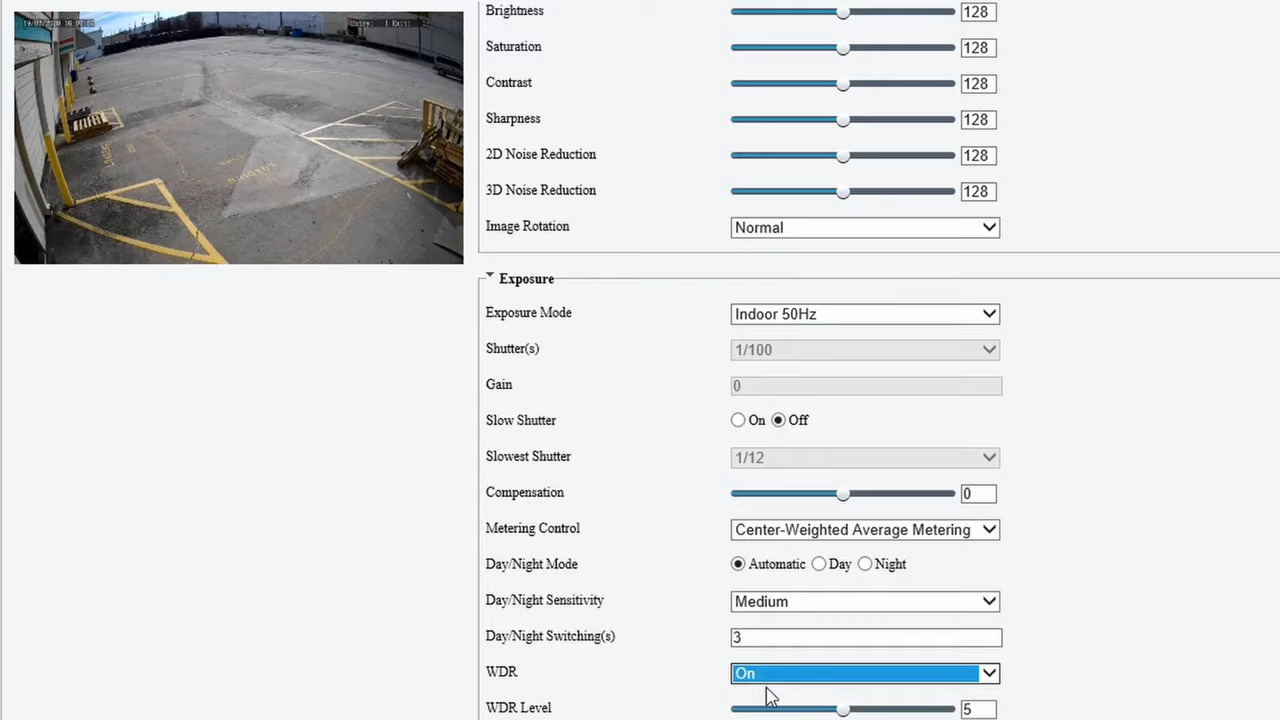 Brightness 128
Saturation 128
Contrast 128
Sharpness 128
2D Noise Reduction 128
3D Noise Reduction 128
Image Rotation Normal
Exposure
Exposure Mode Indoor 50Hz
Shutter(s) 1/100
Gain 0
Slow Shutter On Off
Slowest Shutter 1/12
Compensation 0
Metering Control Center-Weighted Average Metering
Day/Night Mode Automatic Day Night
Day/Night Sensitivity Medium
Day/Night Switching(s) 3
WDR On
WDR Level 5